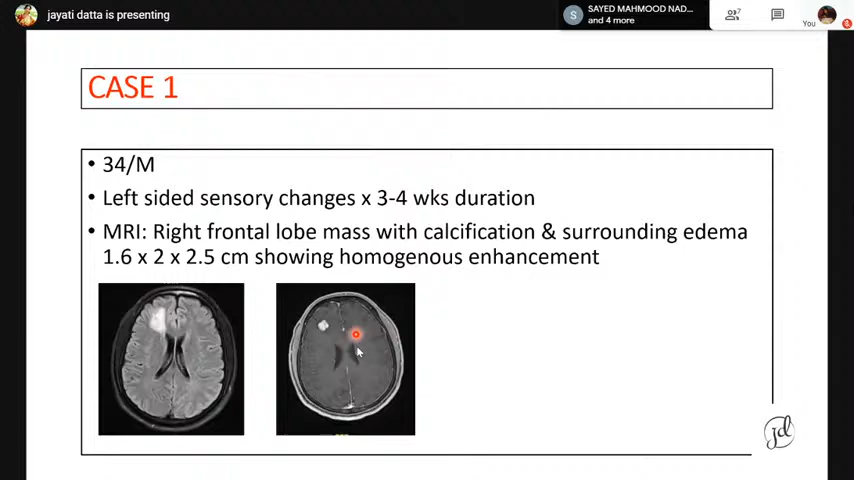 jayati datta is presenting
S
SAYED MAHMOOD NAD...
and 4 more
7
You
CASE 1
• 34/M
• Left sided sensory changes x 3-4 wks duration
• MRI: Right frontal lobe mass with calcification & surrounding edema
1.6 x 2 x 2.5 cm showing homogenous enhancement
jd